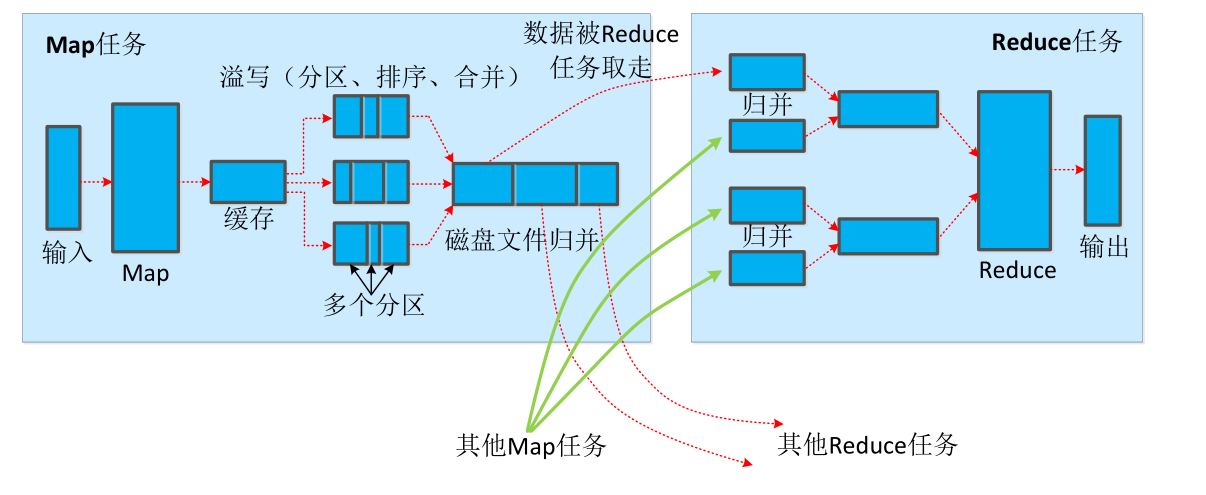 Map任务
数据被Reduce
任务取走
Reduce任务
溢写（分区、排序、合并）
归并
缓存
输入
Map
磁盘文件归并
归并
输出
Reduce
多个分区
其他Map任务
其他Reduce任务